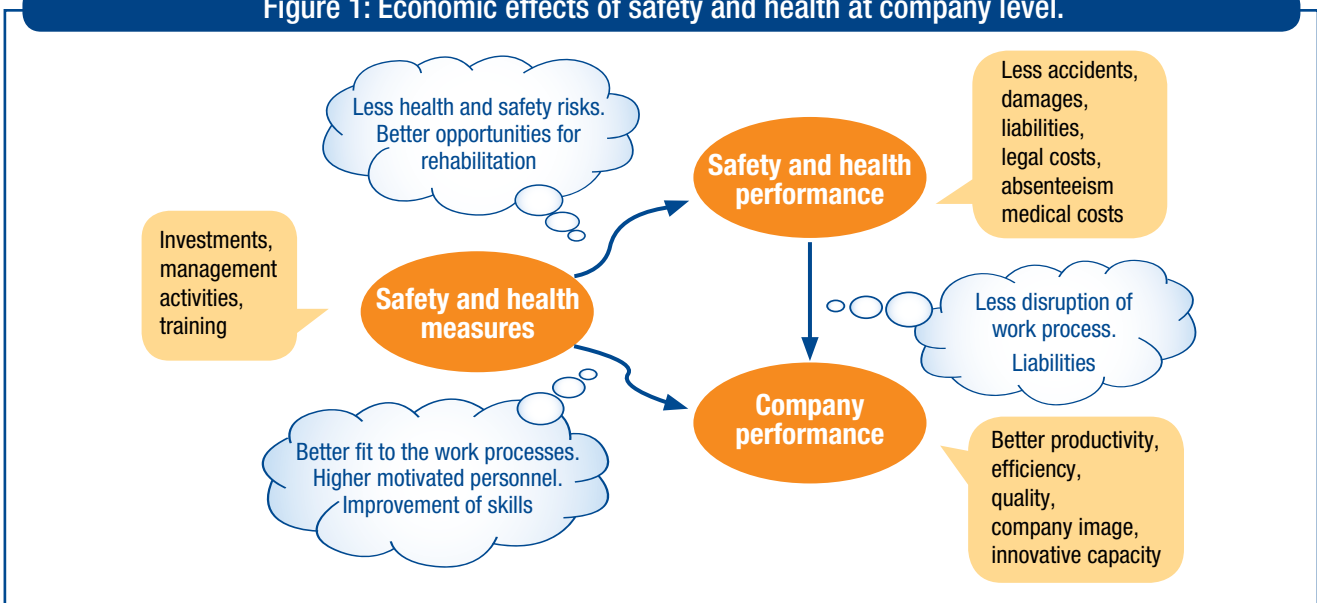 Figure 1: Economic effects of safety and health at company level.
Less health and safety risks.
Better opportunities for
rehabilitation
Safety and health
performance
Less accidents,
damages,
liabilities,
legal costs,
absenteeism
medical costs
Investments,
management
activities,
training
Safety and health
measures
Less disruption of
work process.
Liabilities
Better fit to the work processes.
Higher motivated personnel.
Improvement of skills
Company
performance
Better productivity,
efficiency,
quality,
company image,
innovative capacity